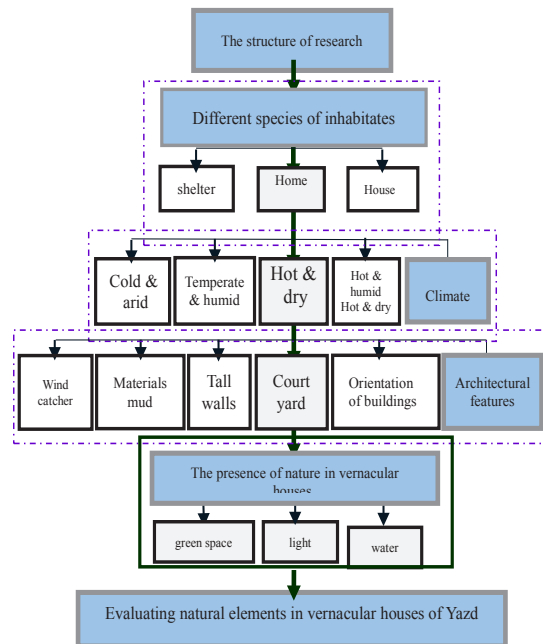 The structure of research
Different species of inhabitates
shelter
Home
House
Cold &
arid
Temperate
& humid
Hot &
dry
Hot &
humid
Hot & dry
Climate
Wind
catcher
Materials
mud
Tall
walls
Court
yard
Orientation
of buildings
Architectural
features
The presence of nature in vernacular
houses
green space
light
water
Evaluating natural elements in vernacular houses of Yazd